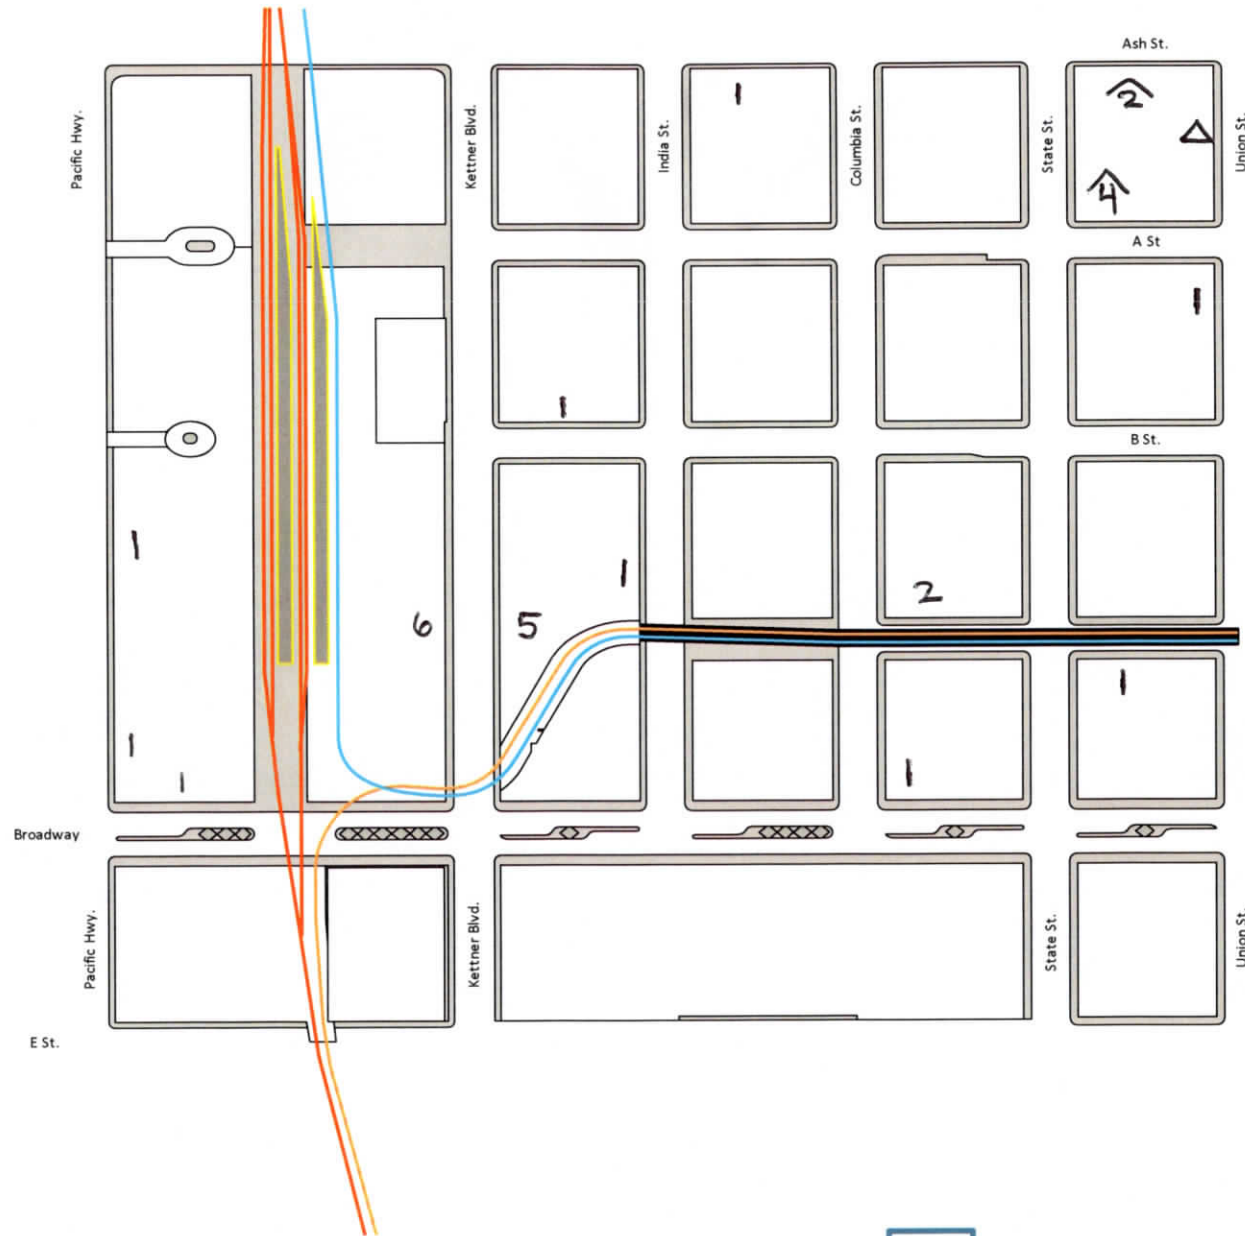 Ash St.
Pacific Hwy.
Kettner Blvd.
India St.
Columbia St.
State St.
Union St.
1
2
△
4
A St
1
1
B St.
1
1
6
5
2
1
1
1
1
Broadway
Pacific Hwy.
Kettner Blvd.
State St.
Union St.
E St.